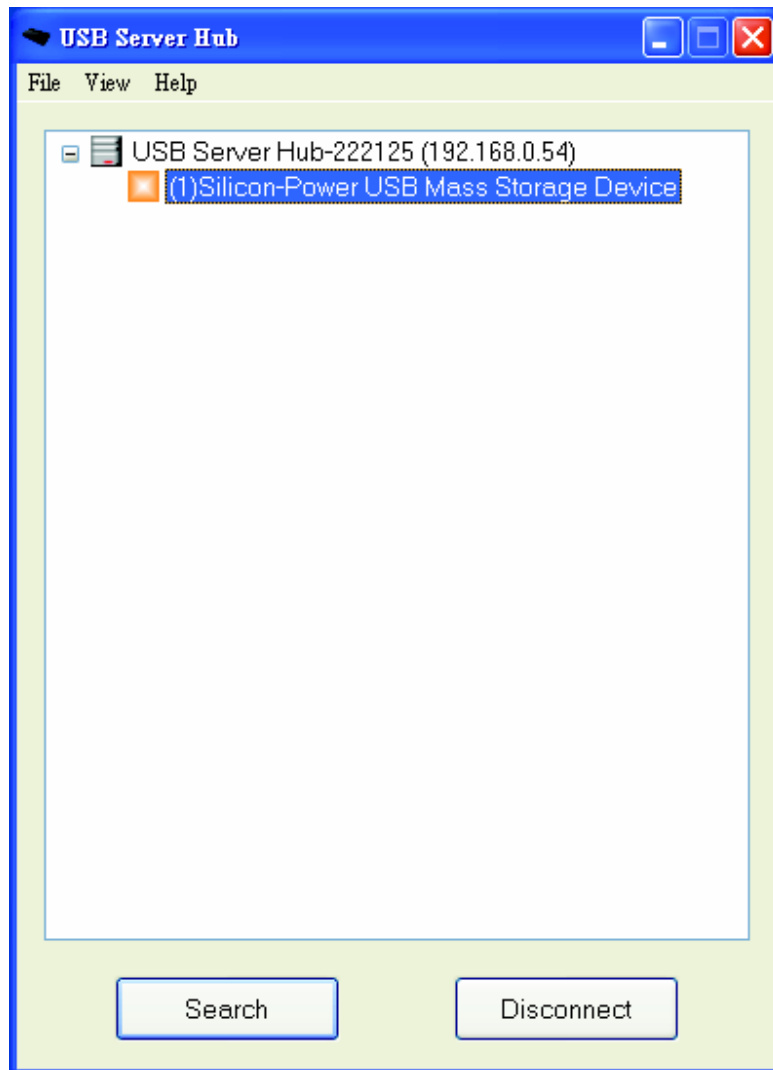 USB Server Hub
File View Help
USB Server Hub-222125 (192.168.0.54)
(1)Silicon-Power USB Mass Storage Device
Search Disconnect